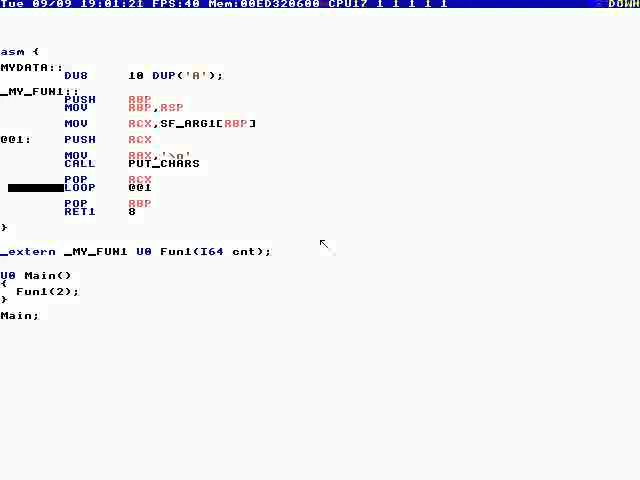 Tue 09/09 19:01:21 FPS:40 Mem:00ED320600 CPU17 1 1 1 1 1 DOWN
asm {
MYDATA::
DU8 10 DUP('A');
_MY_FUN1::
PUSH RBP
MOV RBP,RSP
MOV RCX,SF_ARG1[RBP]
@@1: PUSH RCX
MOV RAX,'\n'
CALL PUT_CHARS
POP RCX
LOOP @@1
POP RBP
RET1 8
}
_extern _MY_FUN1 U0 Fun1(I64 cnt);
U0 Main()
{
Fun1(2);
}
Main;